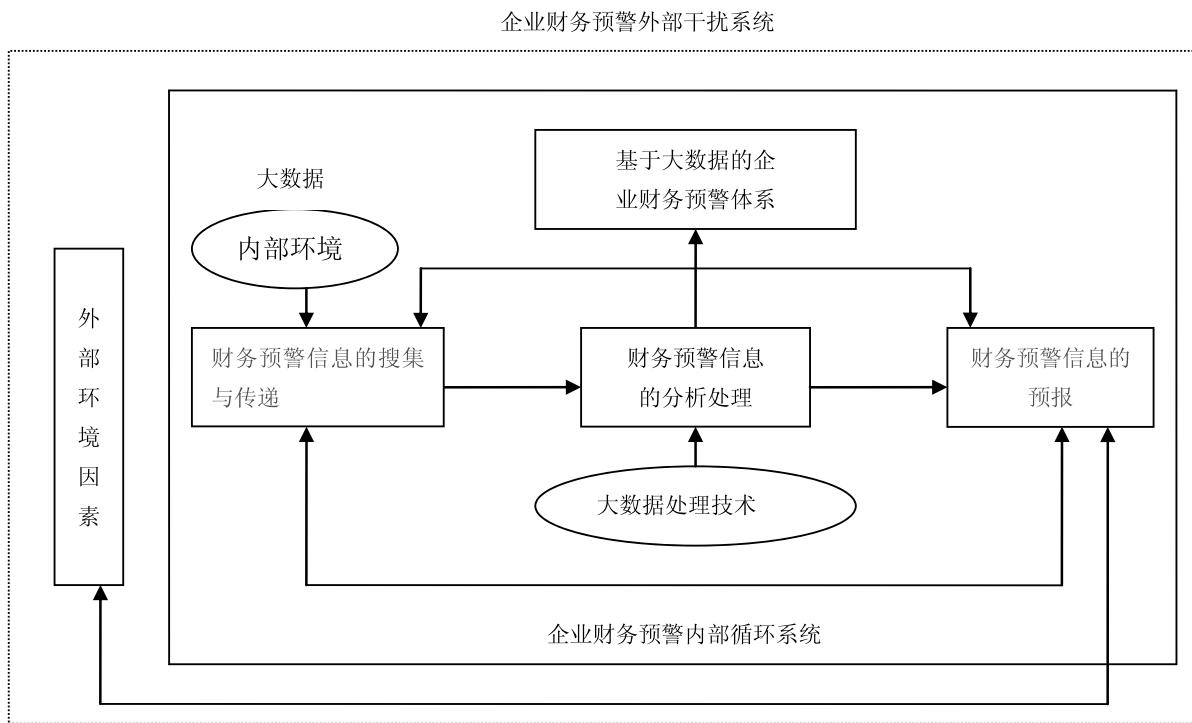 企业财务预警外部干扰系统
基于大数据的企
业财务预警体系
大数据
内部环境
外
部
环
境
因
素
财务预警信息的搜集
与传递
财务预警信息
的分析处理
财务预警信息的
预报
大数据处理技术
企业财务预警内部循环系统